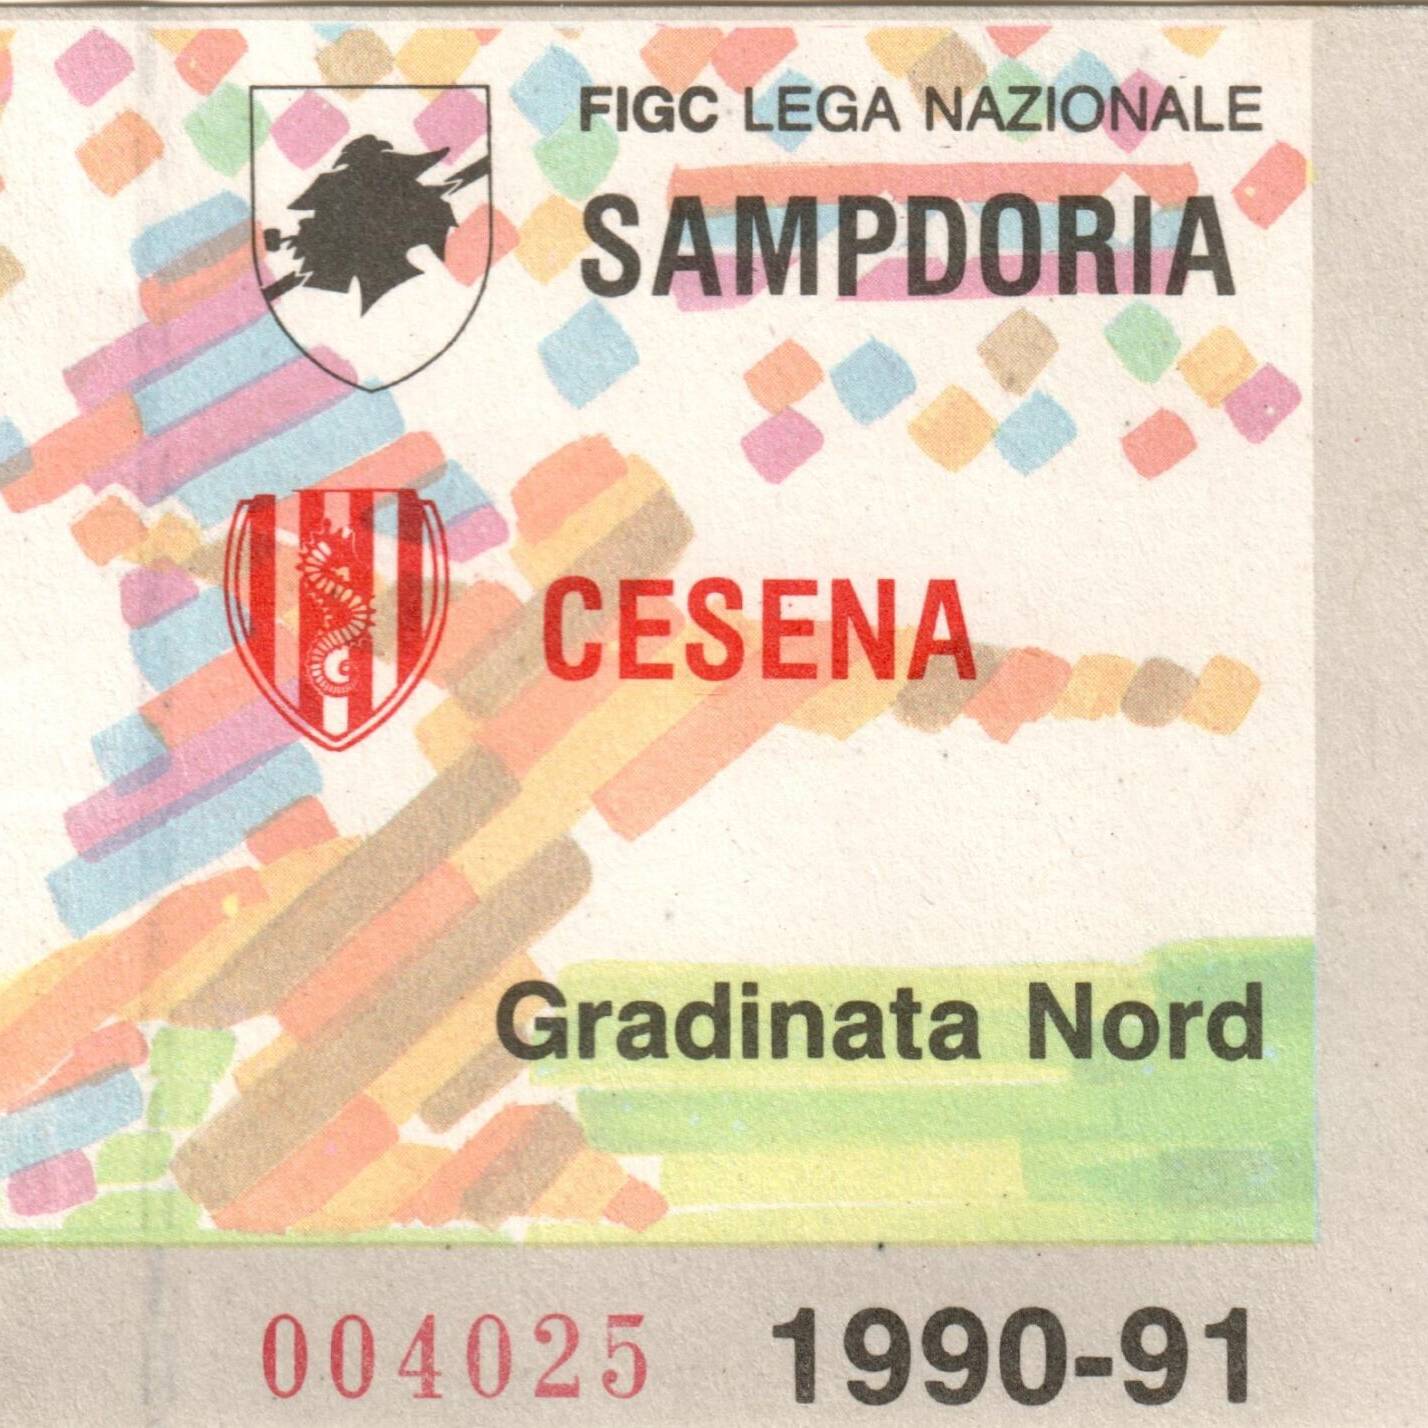 FIGC LEGA NAZIONALE
SAMPDORIA
CESENA
Gradinata Nord
004025 1990-91